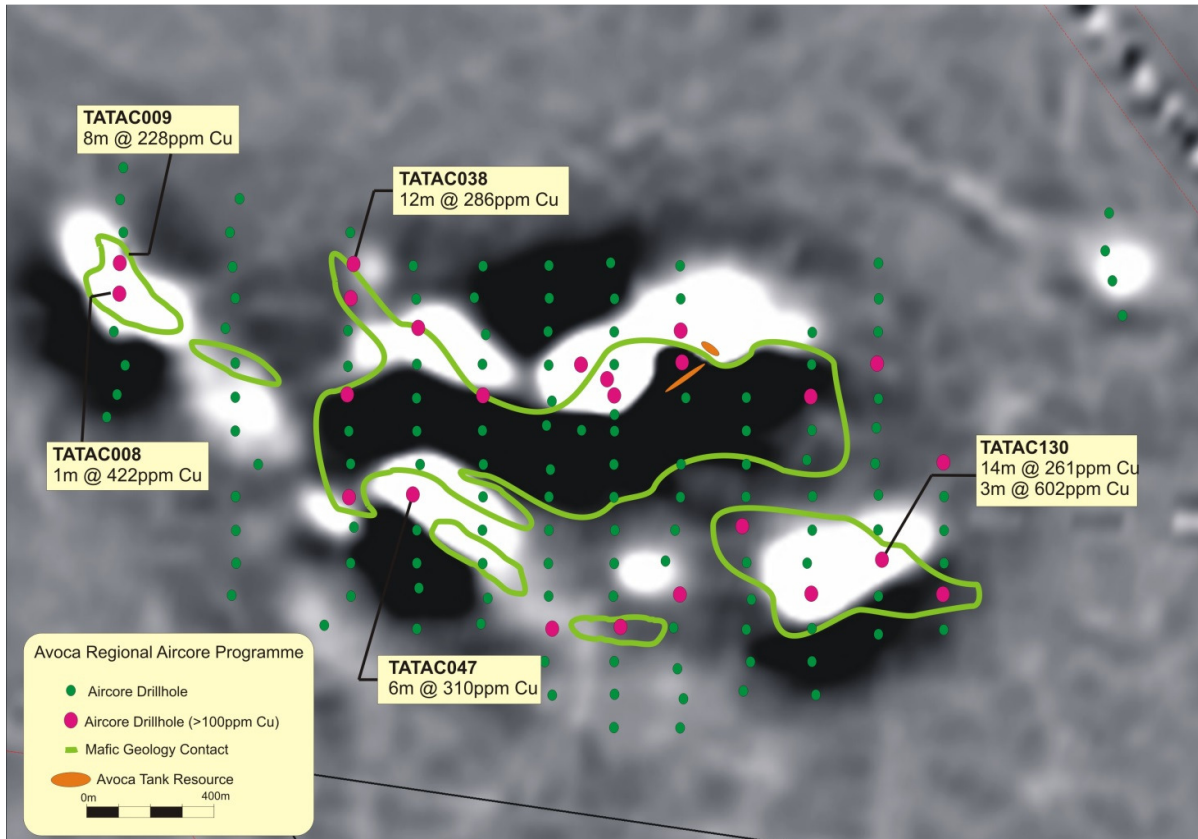 TATAC009
8m @ 228ppm Cu
TATAC038
12m @ 286ppm Cu
TATAC008
1m @ 422ppm Cu
TATAC130
14m @ 261ppm Cu
3m @ 602ppm Cu
TATAC047
6m @ 310ppm Cu
Avoca Regional Aircore Programme
Aircore Drillhole
Aircore Drillhole (>100ppm Cu)
Mafic Geology Contact
Avoca Tank Resource
0m 400m